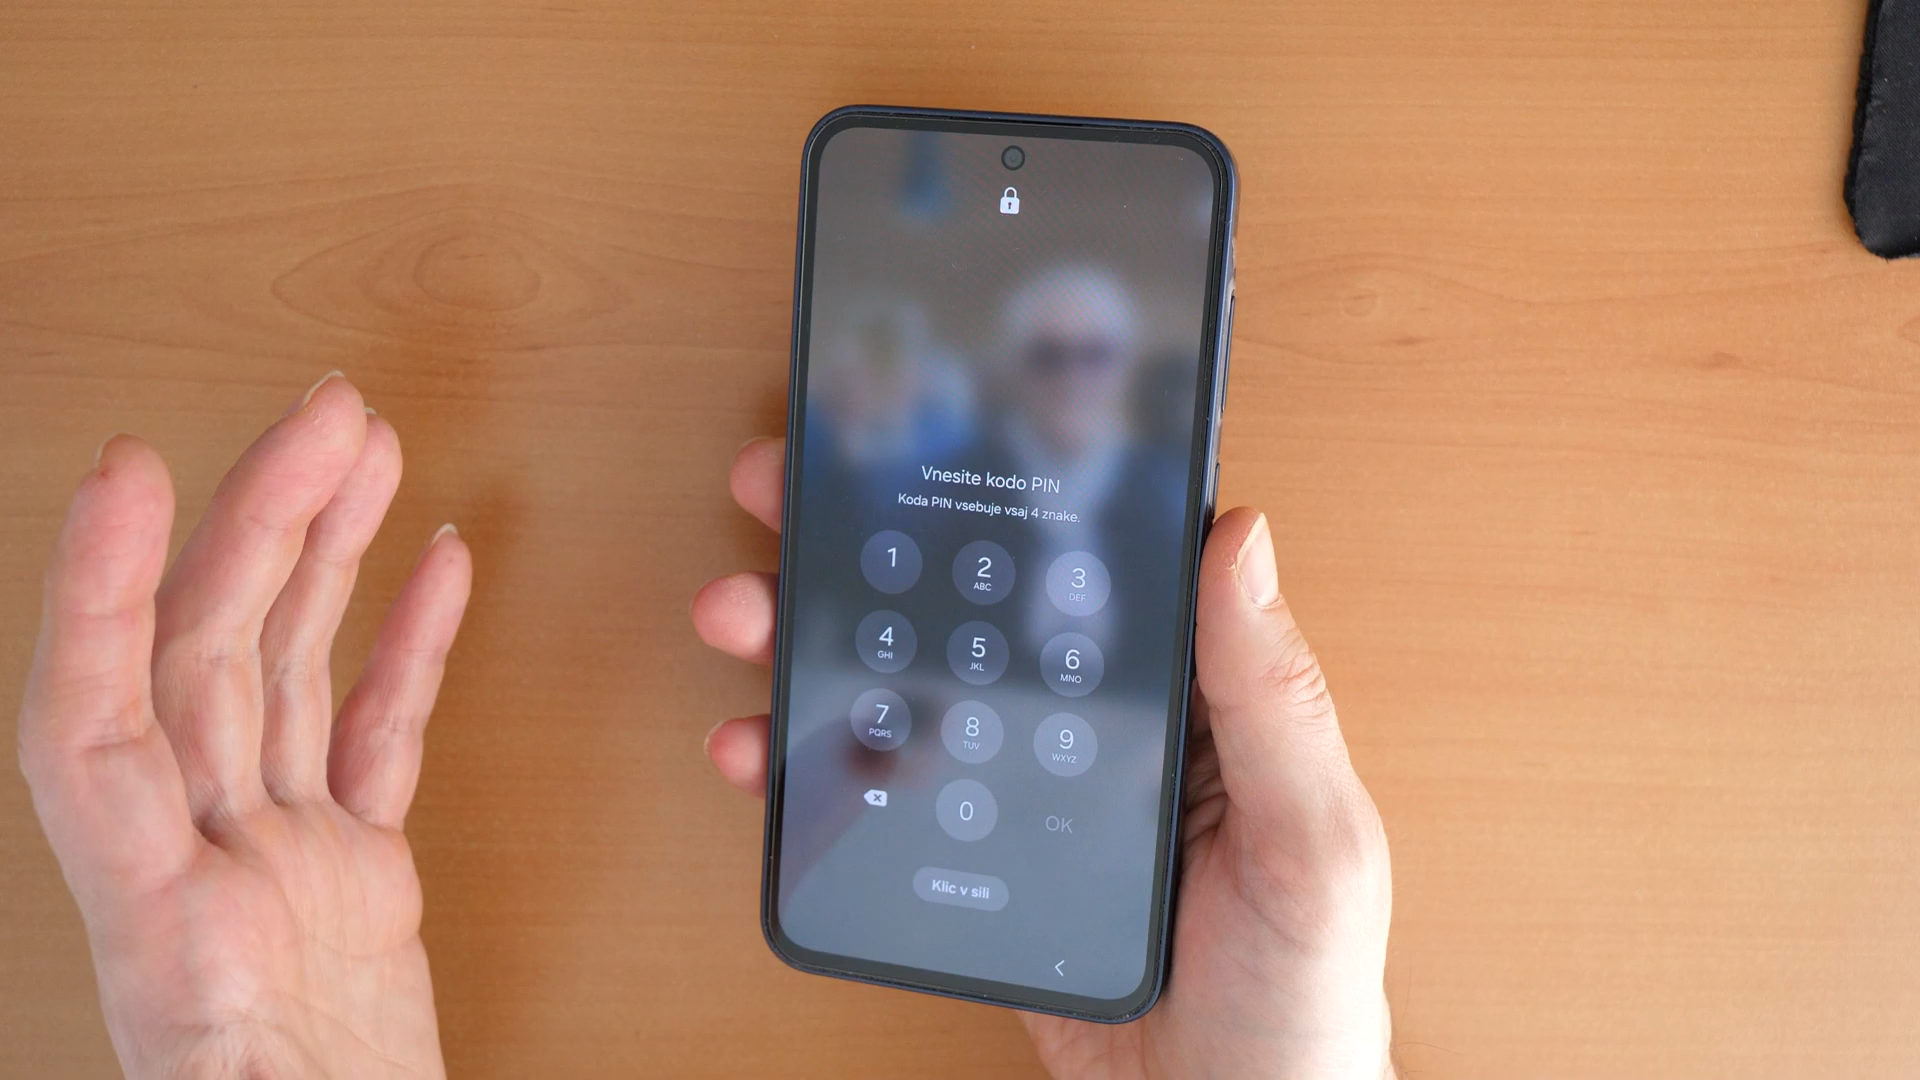 Vnesite kodo PIN
Koda PIN vsebuje vsaj 4 znake.
1 2 3
ABC DEF
4 5 6
GHI JKL MNO
7 8 9
PQRS TUV WXYZ
0 OK
Klic v sili